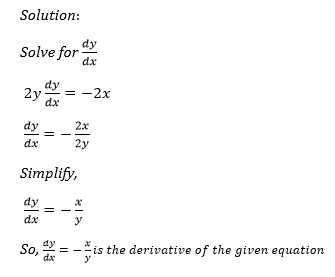 Solution:
Solve for dy/dx
2y dy/dx = −2x
dy/dx = − 2x/2y
Simplify,
dy/dx = − x/y
So, dy/dx = − x/y is the derivative of the given equation